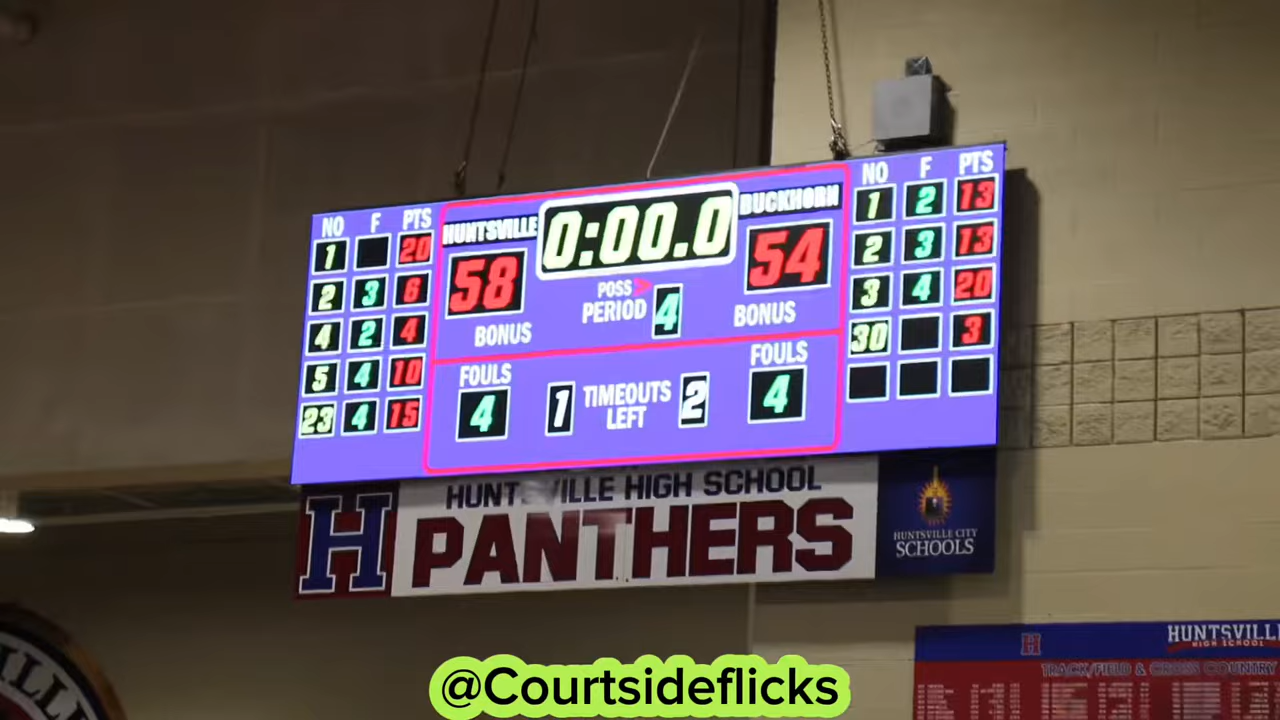 NO F PTS
1 20
2 3 6
4 2 4
5 4 10
23 4 15
HUNTSVILLE 0:00.0 BUCKHORN
58 54
POSS >
PERIOD 4
BONUS BONUS
FOULS FOULS
4 1 TIMEOUTS LEFT 2 4
NO F PTS
1 2 13
2 3 13
3 4 20
30 3
HUNTSVILLE HIGH SCHOOL
H PANTHERS
HUNTSVILLE CITY
SCHOOLS
H HUNTSVILL
HIGH SCHOOL
TRACK/FIELD & CROSS COUNTRY
ILLE
@Courtsideflicks